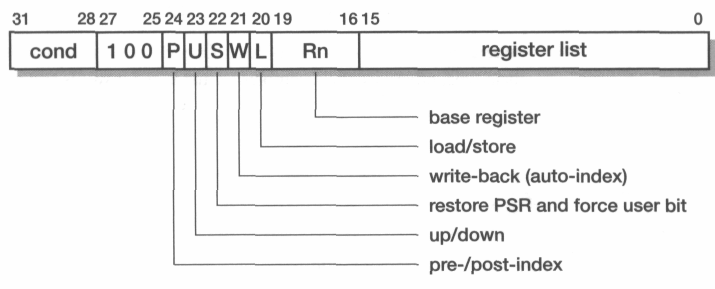 31 28 27 25 24 23 22 21 20 19 16 15 0
cond 1 0 0 P U S W L Rn register list
base register
load/store
write-back (auto-index)
restore PSR and force user bit
up/down
pre-/post-index